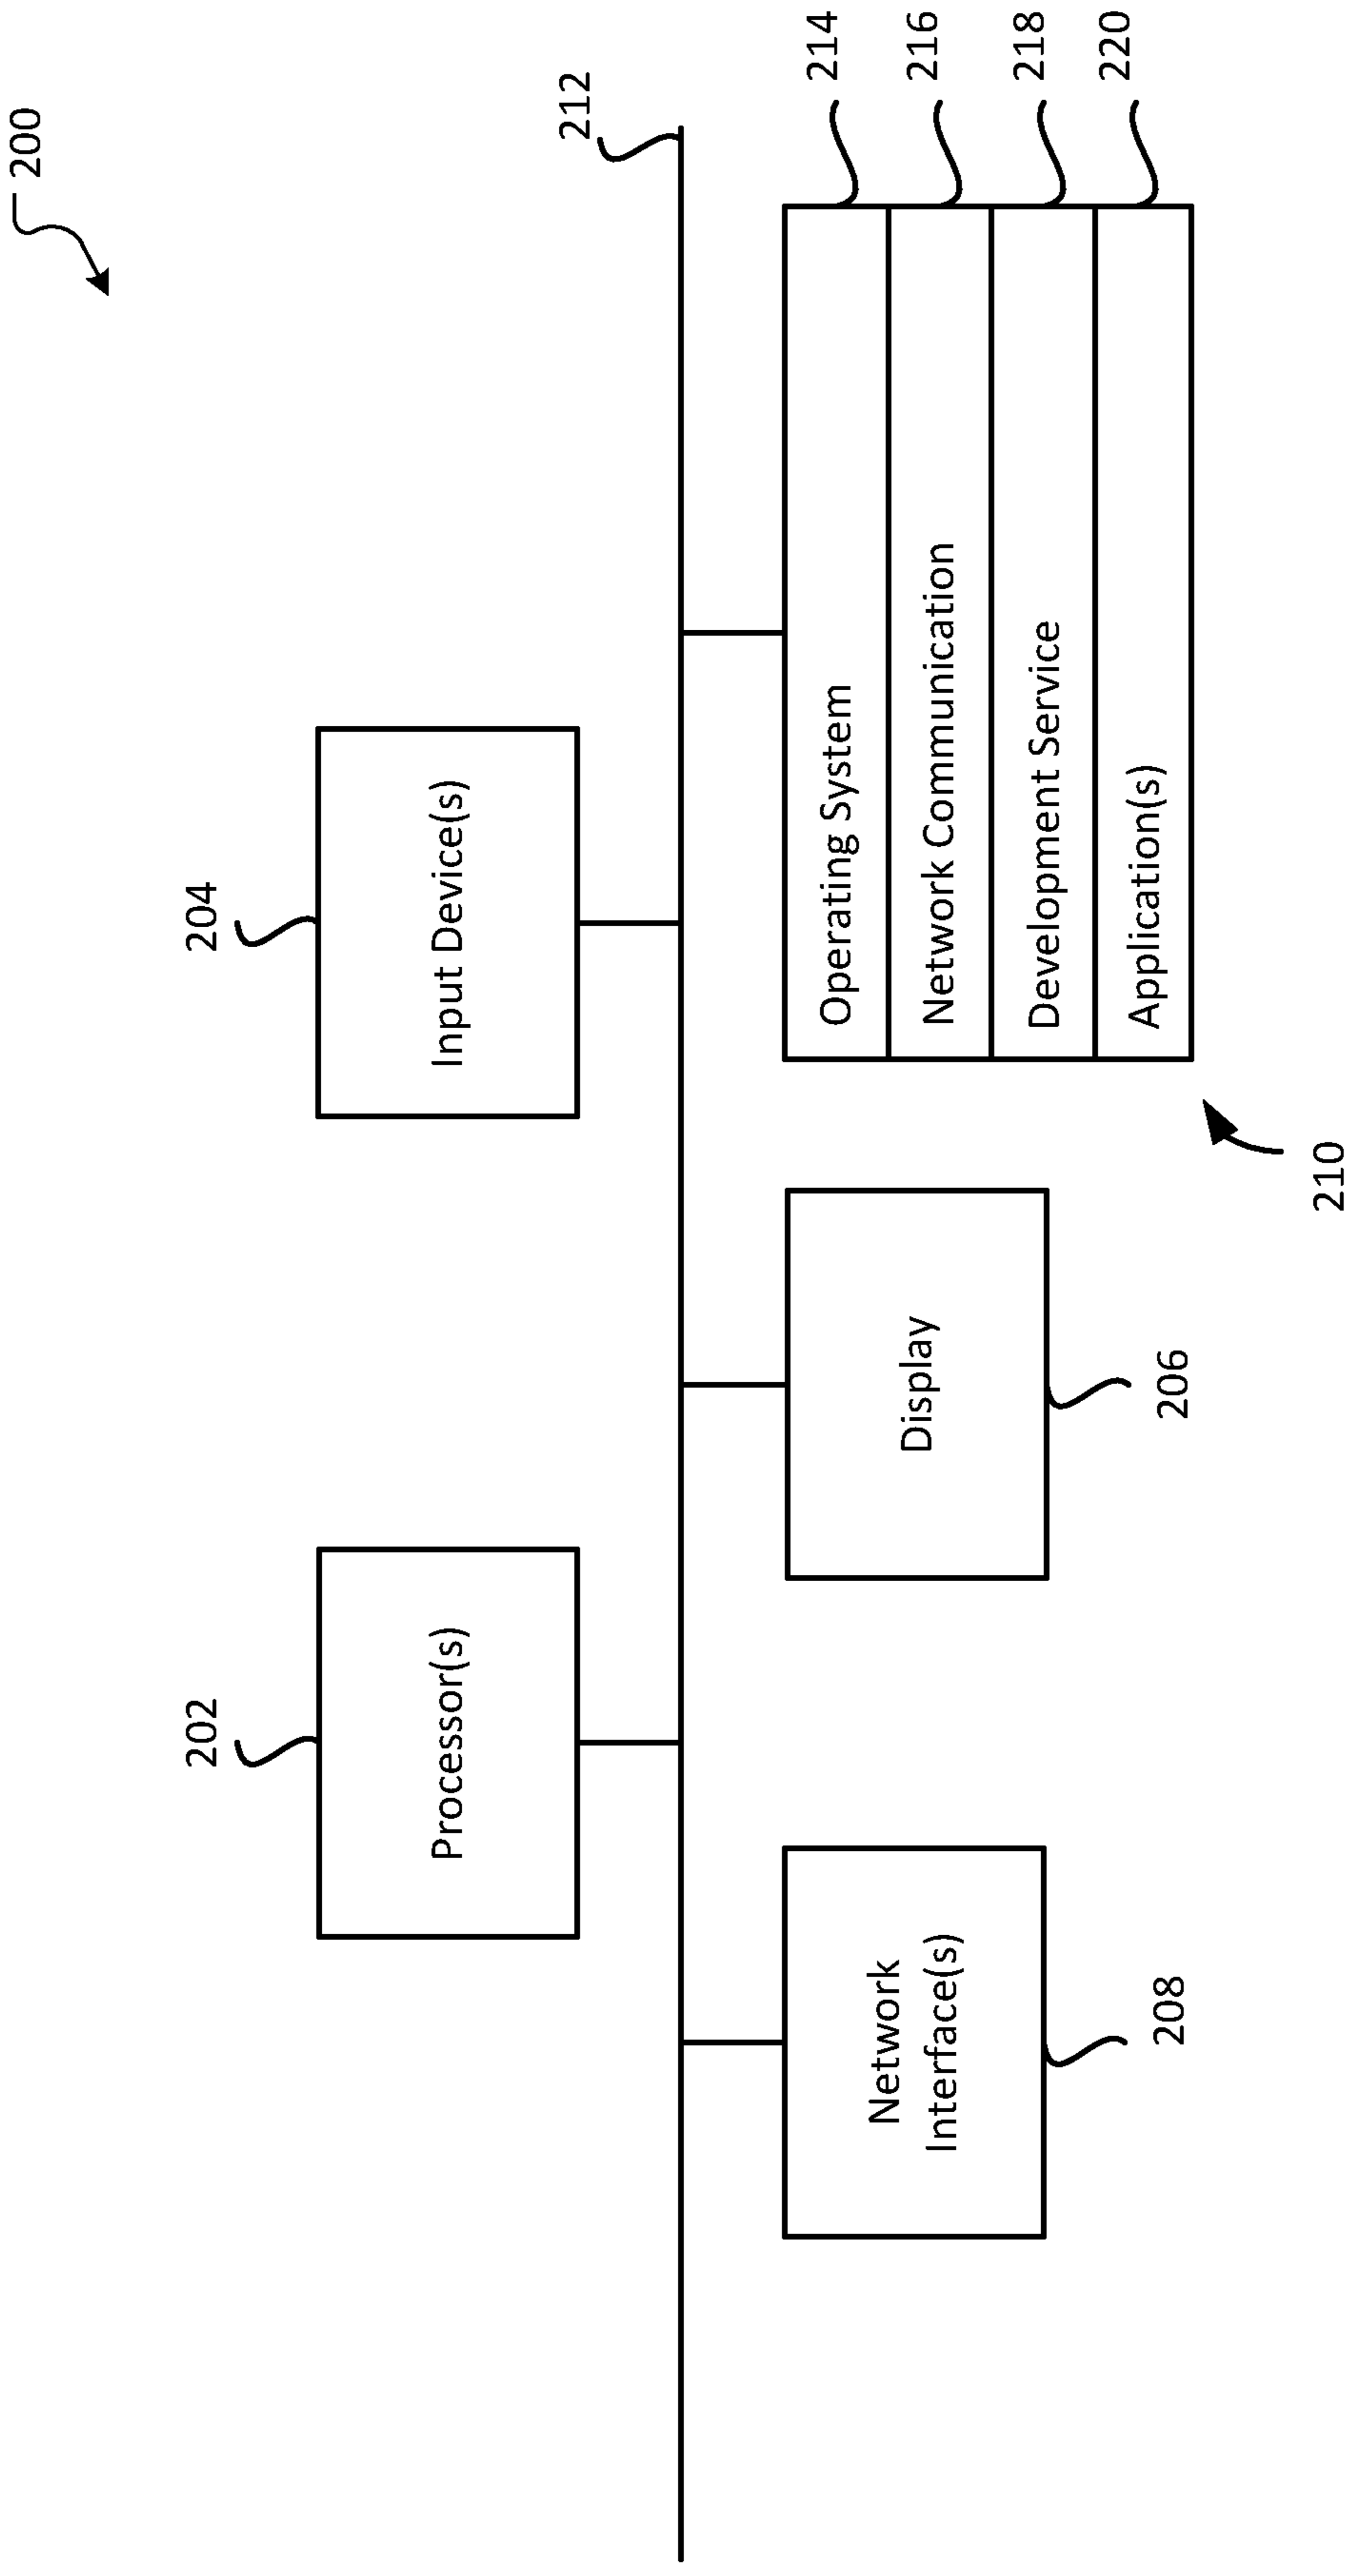 200
202
204
Processor(s)
Input Device(s)
212
Network
Interface(s)
Display
Operating System
214
Network Communication
216
Development Service
218
Application(s)
220
208
206
210